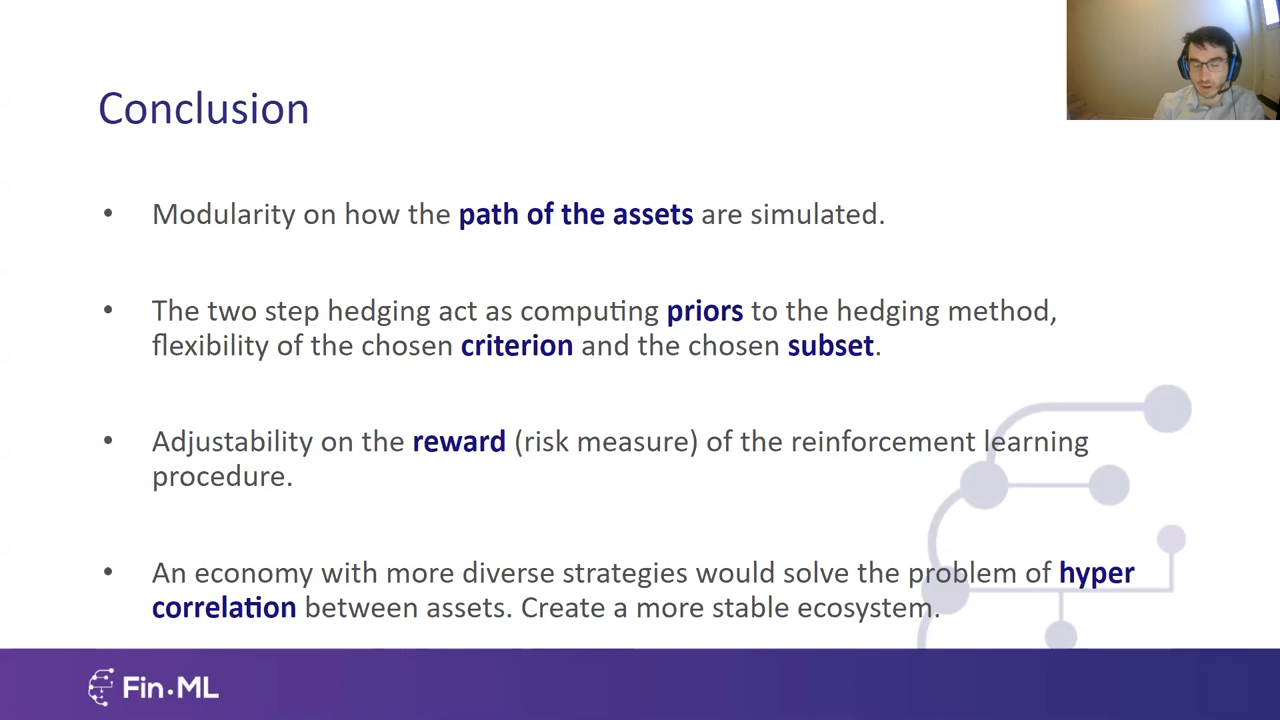 Conclusion
• Modularity on how the path of the assets are simulated.
• The two step hedging act as computing priors to the hedging method,
flexibility of the chosen criterion and the chosen subset.
• Adjustability on the reward (risk measure) of the reinforcement learning
procedure.
• An economy with more diverse strategies would solve the problem of hyper
correlation between assets. Create a more stable ecosystem.
Fin·ML